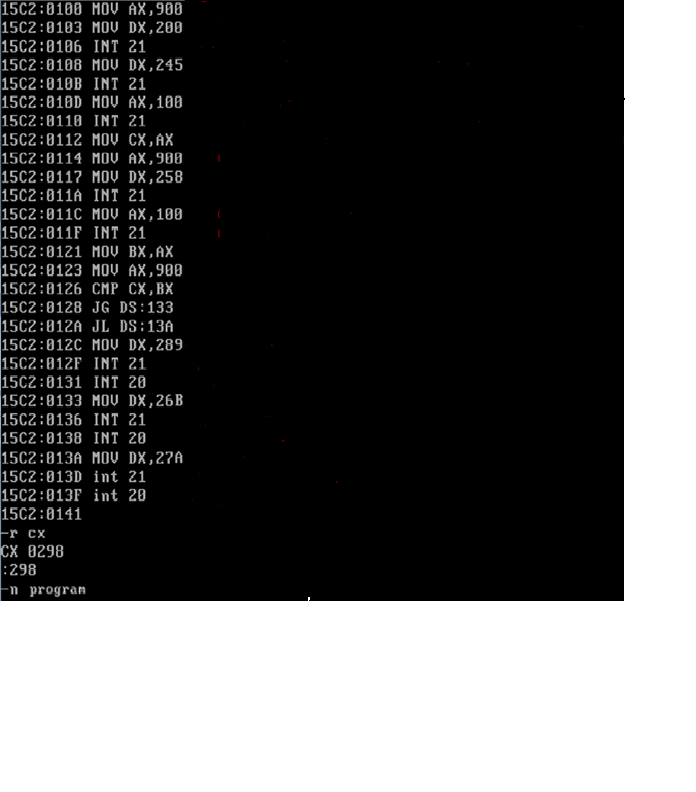 15C2:0100 MOV AX,900
15C2:0103 MOV DX,200
15C2:0106 INT 21
15C2:0108 MOV DX,245
15C2:010B INT 21
15C2:010D MOV AX,100
15C2:0110 INT 21
15C2:0112 MOV CX,AX
15C2:0114 MOV AX,900
15C2:0117 MOV DX,258
15C2:011A INT 21
15C2:011C MOV AX,100
15C2:011F INT 21
15C2:0121 MOV BX,AX
15C2:0123 MOV AX,900
15C2:0126 CMP CX,BX
15C2:0128 JG DS:133
15C2:012A JL DS:13A
15C2:012C MOV DX,289
15C2:012F INT 21
15C2:0131 INT 20
15C2:0133 MOV DX,26B
15C2:0136 INT 21
15C2:0138 INT 20
15C2:013A MOV DX,27A
15C2:013D int 21
15C2:013F int 20
15C2:0141
-r cx
CX 0298
:298
-n program